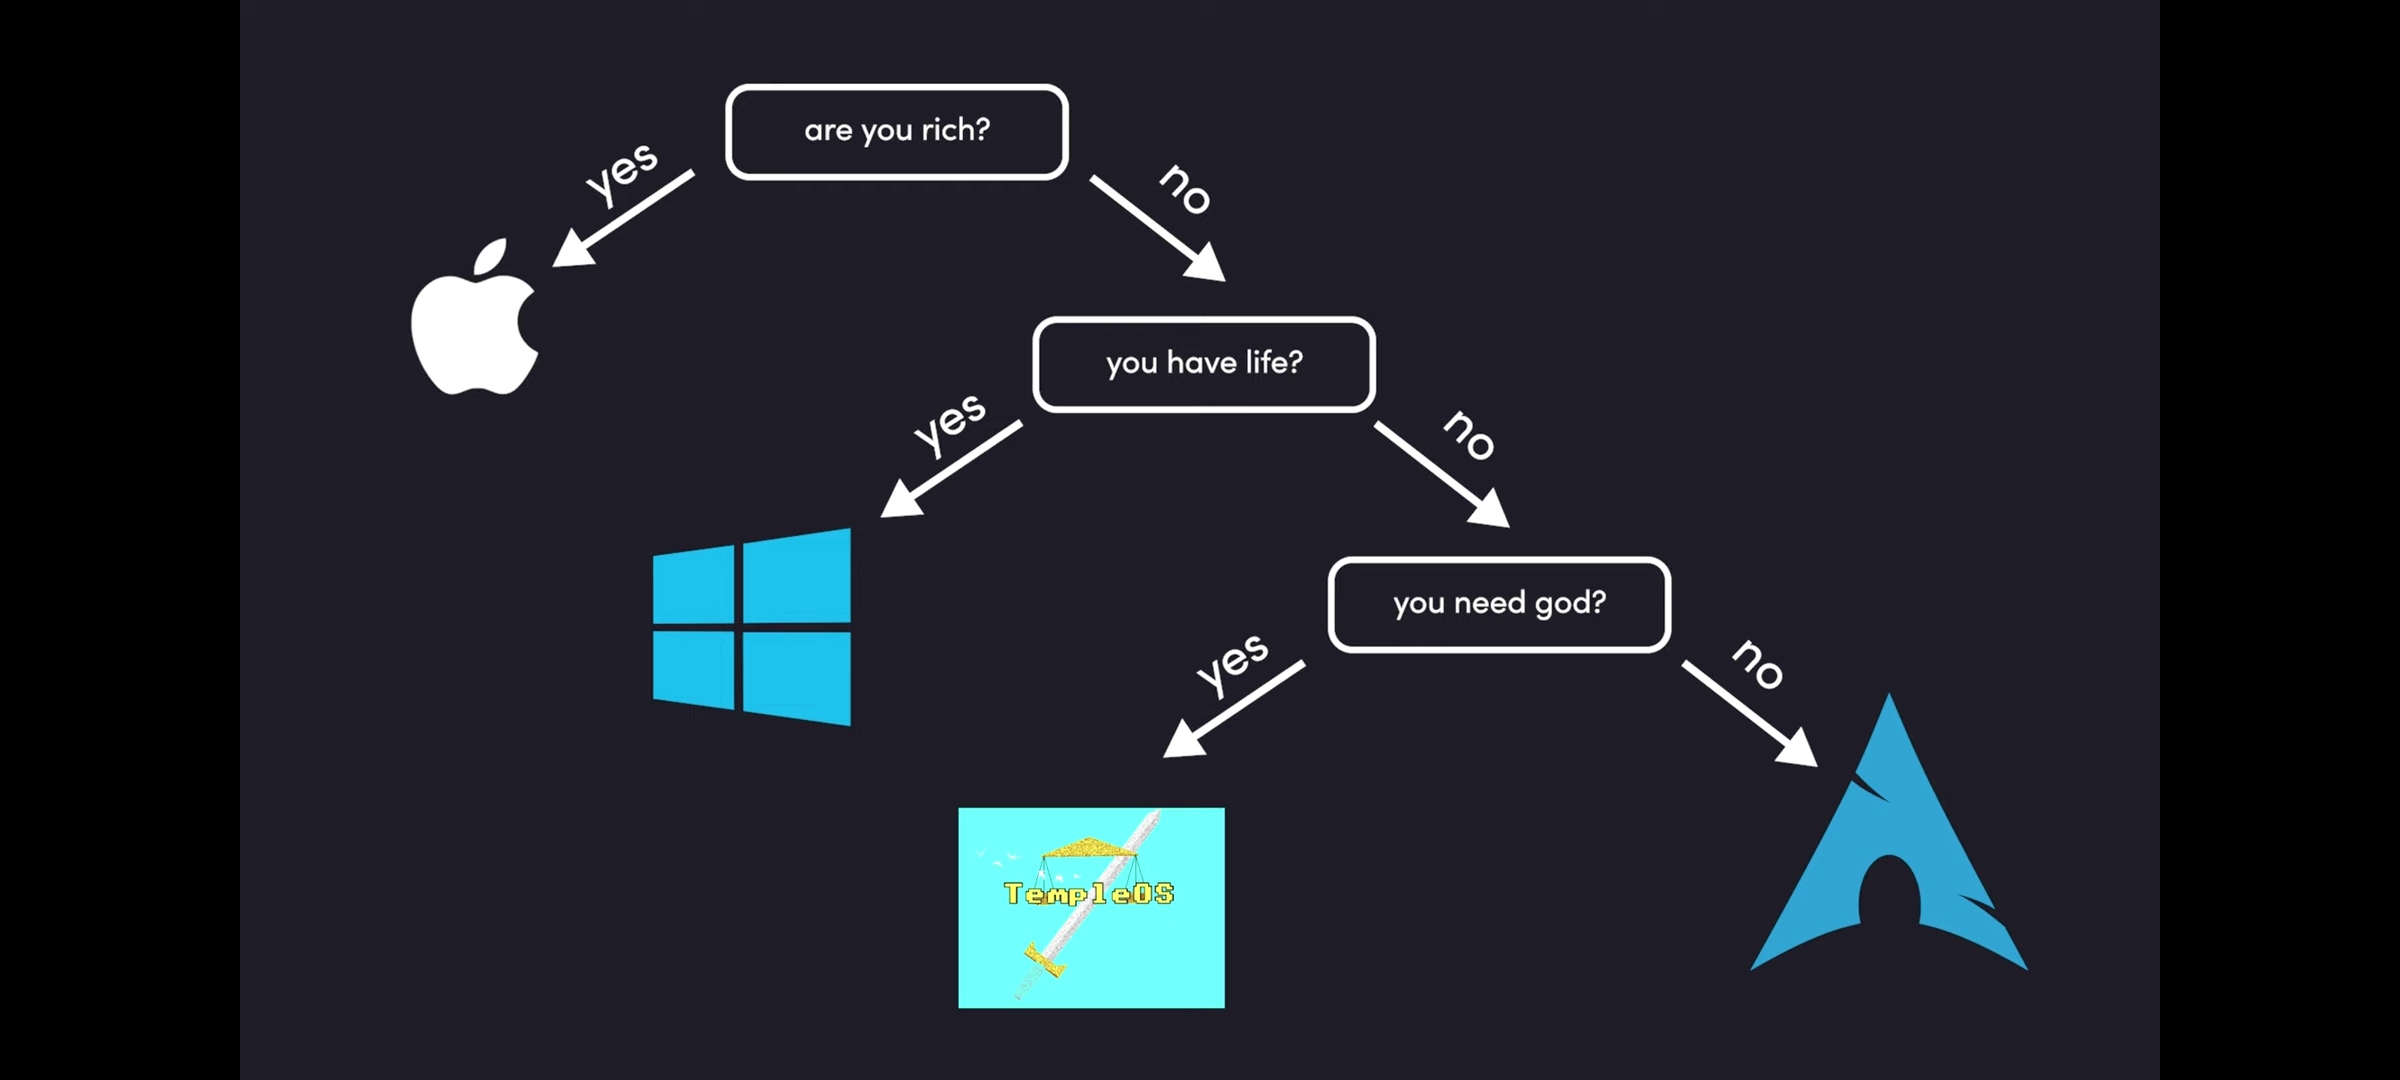 are you rich?
yes
no
you have life?
yes
no
you need god?
yes
no
TempleOS